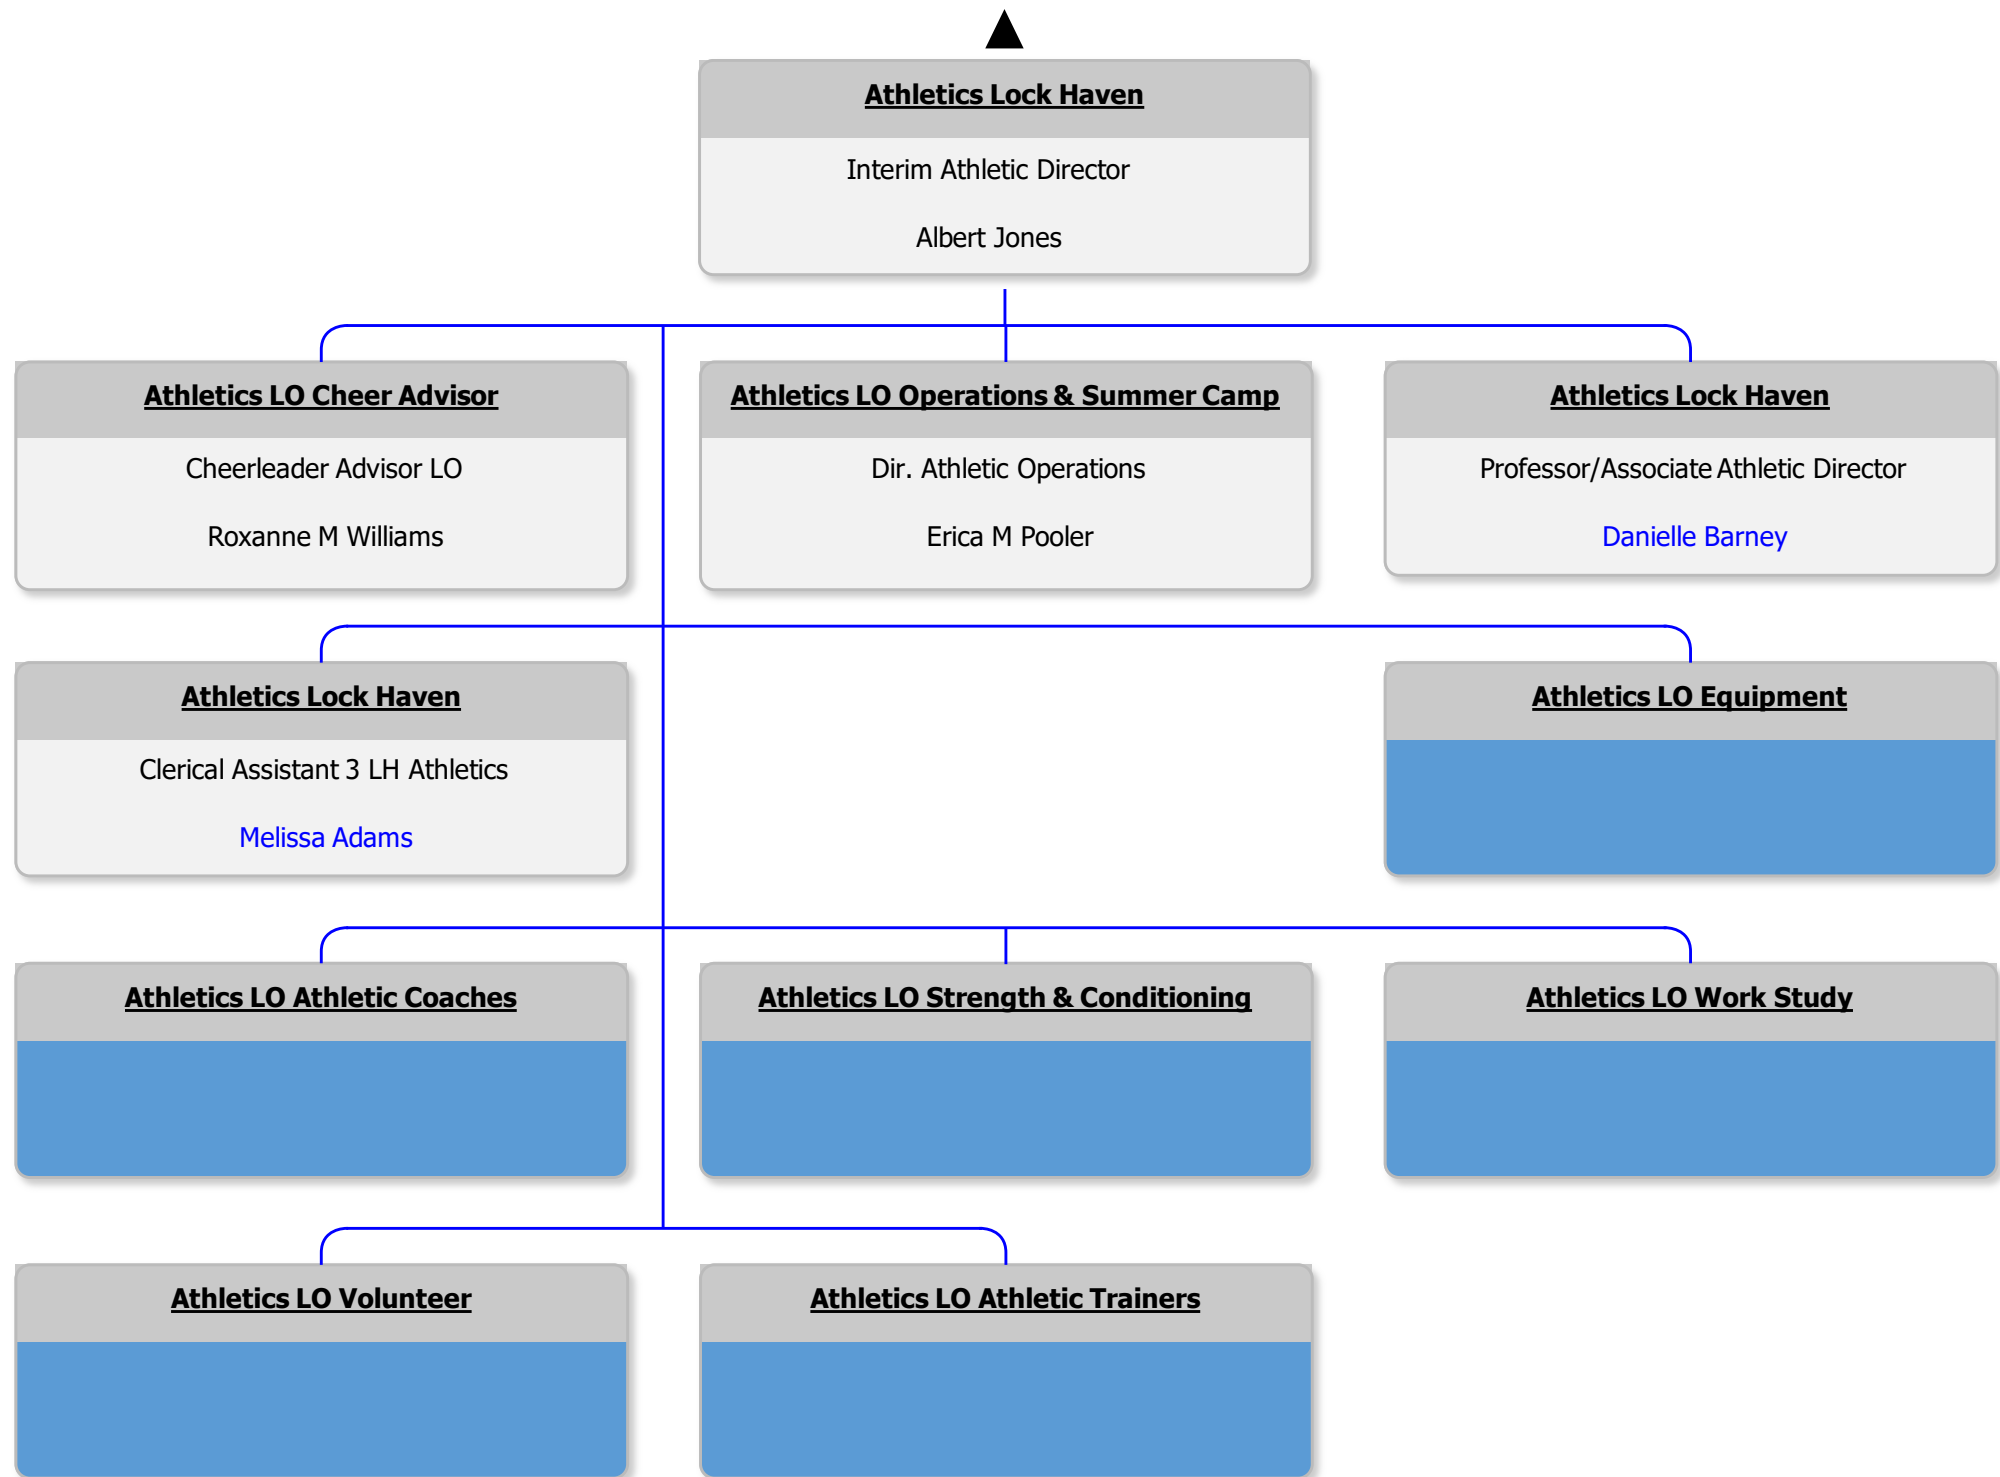 Athletics Lock Haven
Interim Athletic Director
Albert Jones
Athletics LO Cheer Advisor
Cheerleader Advisor LO
Roxanne M Williams
Athletics LO Operations & Summer Camp
Dir. Athletic Operations
Erica M Pooler
Athletics Lock Haven
Professor/Associate Athletic Director
Danielle Barney
Athletics Lock Haven
Clerical Assistant 3 LH Athletics
Melissa Adams
Athletics LO Equipment
Athletics LO Athletic Coaches
Athletics LO Strength & Conditioning
Athletics LO Work Study
Athletics LO Volunteer
Athletics LO Athletic Trainers